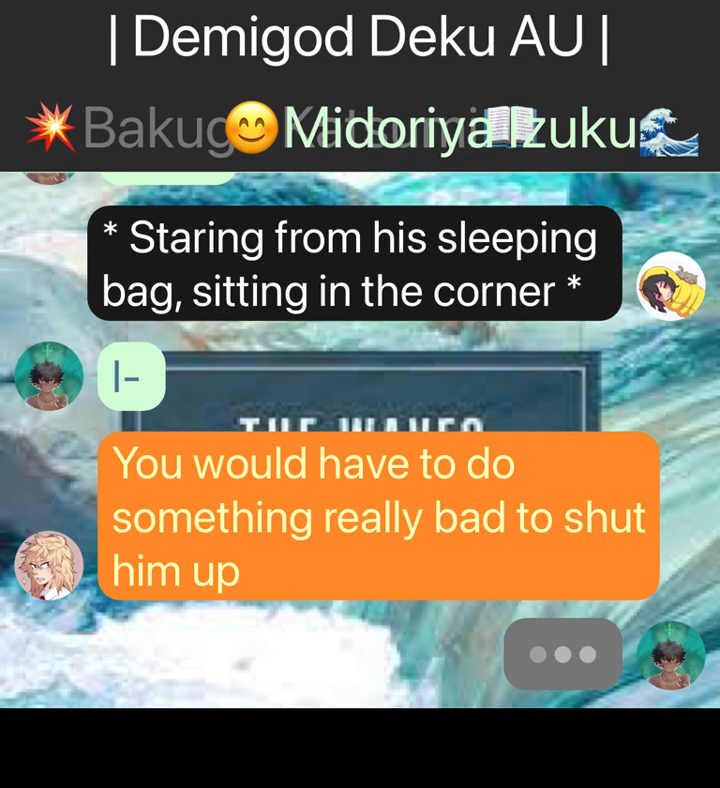 | Demigod Deku AU |
💥Bakug😊Midoriya📖Izuku🌊
* Staring from his sleeping
bag, sitting in the corner *
I-
THE WAVES
You would have to do
something really bad to shut
him up